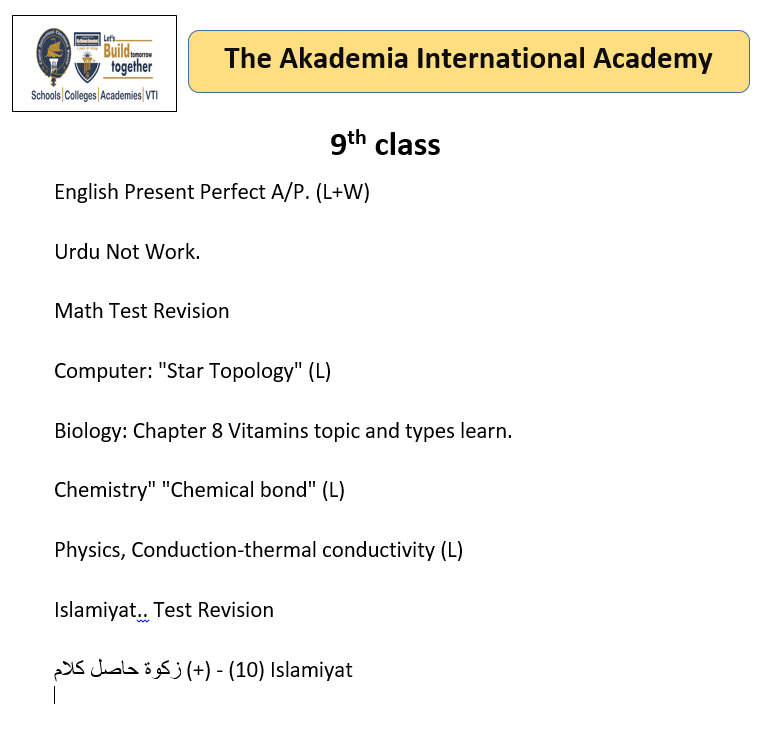 Let's
Build tomorrow
together
Schools|Colleges|Academies|VTI
The Akademia International Academy
9th class
English Present Perfect A/P. (L+W)
Urdu Not Work.
Math Test Revision
Computer: "Star Topology" (L)
Biology: Chapter 8 Vitamins topic and types learn.
Chemistry" "Chemical bond" (L)
Physics, Conduction-thermal conductivity (L)
Islamiyat.. Test Revision
زكوة حاصل كلام (+) - (10) Islamiyat